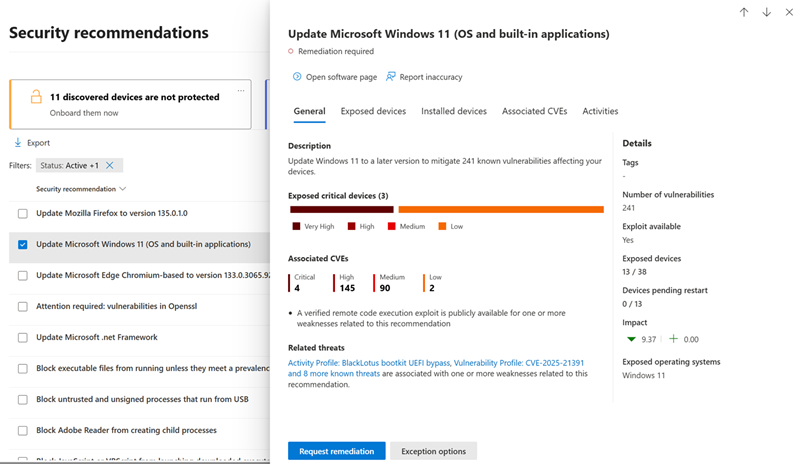 Security recommendations
11 discovered devices are not protected
...
Onboard them now
Export
Filters: Status: Active +1
Security recommendation
Update Mozilla Firefox to version 135.0.1.0
Update Microsoft Windows 11 (OS and built-in applications)
Update Microsoft Edge Chromium-based to version 133.0.3065.92
Attention required: vulnerabilities in Openssl
Update Microsoft .net Framework
Block executable files from running unless they meet a prevalenc
Block untrusted and unsigned processes that run from USB
Block Adobe Reader from creating child processes
Block JavaScript or VBScript from launching downloaded
Update Microsoft Windows 11 (OS and built-in applications)
Remediation required
Open software page
Report inaccuracy
General
Exposed devices
Installed devices
Associated CVEs
Activities
Description
Update Windows 11 to a later version to mitigate 241 known vulnerabilities affecting your
devices.
Exposed critical devices (3)
Very High
High
Medium
Low
Associated CVEs
Critical
4
High
145
Medium
90
Low
2
• A verified remote code execution exploit is publicly available for one or more
weaknesses related to this recommendation
Related threats
Activity Profile: BlackLotus bootkit UEFI bypass, Vulnerability Profile: CVE-2025-21391
and 8 more known threats are associated with one or more weaknesses related to this
recommendation.
Request remediation
Exception options
Details
Tags
-
Number of vulnerabilities
241
Exploit available
Yes
Exposed devices
13 / 38
Devices pending restart
0 / 13
Impact
9.37 | + 0.00
Exposed operating systems
Windows 11